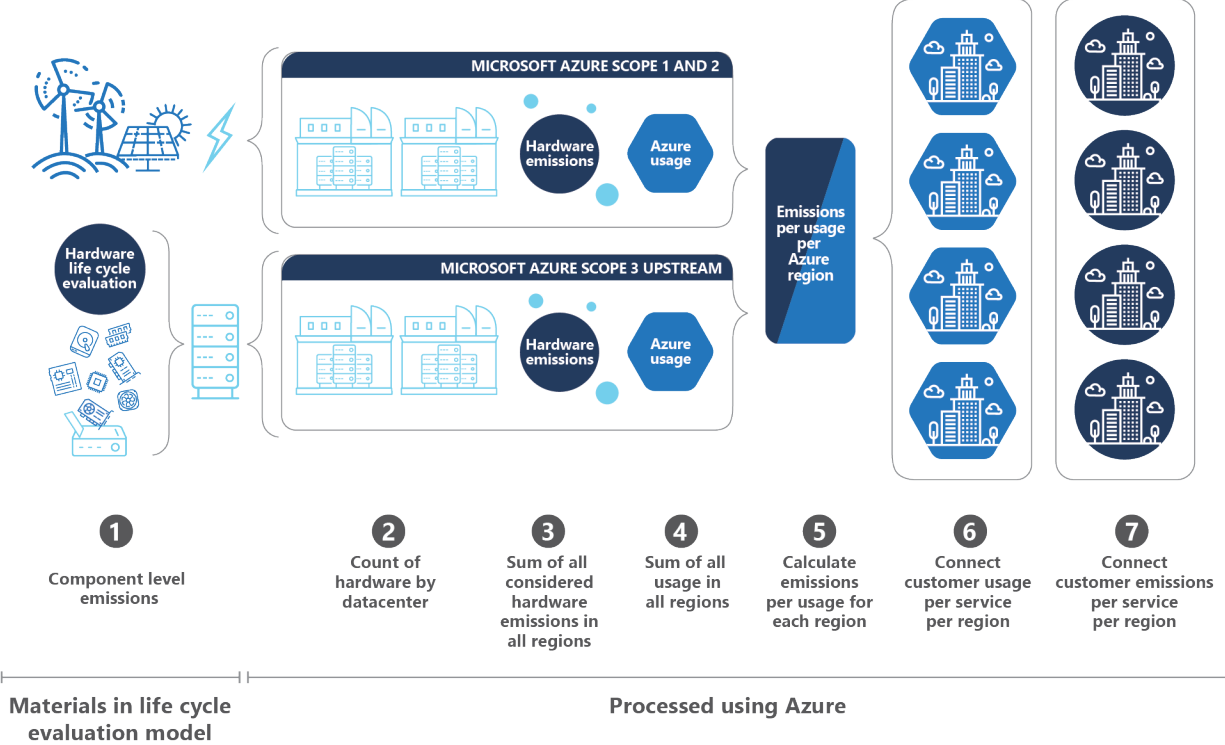 MICROSOFT AZURE SCOPE 1 AND 2
Hardware
emissions
Azure
usage
Hardware
life cycle
evaluation
MICROSOFT AZURE SCOPE 3 UPSTREAM
Hardware
emissions
Azure
usage
Emissions
per usage
per
Azure
region
1
Component level
emissions
2
Count of
hardware by
datacenter
3
Sum of all
considered
hardware
emissions in
all regions
4
Sum of all
usage in
all regions
5
Calculate
emissions
per usage for
each region
6
Connect
customer usage
per service
per region
7
Connect
customer emissions
per service
per region
Materials in life cycle
evaluation model
Processed using Azure